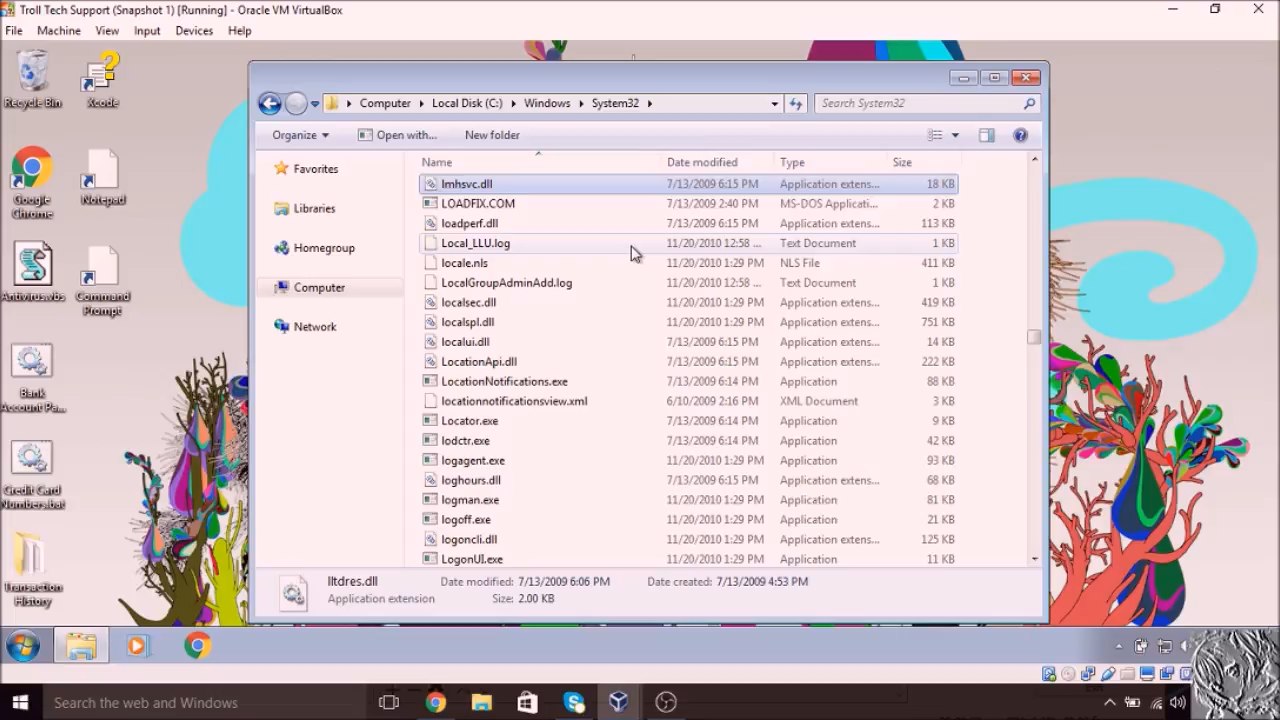 Troll Tech Support (Snapshot 1) [Running] - Oracle VM VirtualBox
File Machine View Input Devices Help
Recycle Bin
Xcode
Google Chrome
Notepad
Antivirus.vbs
Command Prompt
Bank Account Pa...
Credit Card Numbers.bat
Transaction History
Computer Local Disk (C:) Windows System32
Search System32
Organize Open with... New folder
Favorites
Libraries
Homegroup
Computer
Network
Name Date modified Type Size
lmhsvc.dll 7/13/2009 6:15 PM Application extens... 18 KB
LOADFIX.COM 7/13/2009 2:40 PM MS-DOS Applicati... 2 KB
loadperf.dll 7/13/2009 6:15 PM Application extens... 113 KB
Local_LLU.log 11/20/2010 12:58 ... Text Document 1 KB
locale.nls 11/20/2010 1:29 PM NLS File 411 KB
LocalGroupAdminAdd.log 11/20/2010 12:58 ... Text Document 1 KB
localsec.dll 11/20/2010 1:29 PM Application extens... 419 KB
localspl.dll 11/20/2010 1:29 PM Application extens... 751 KB
localui.dll 7/13/2009 6:15 PM Application extens... 14 KB
LocationApi.dll 7/13/2009 6:15 PM Application extens... 222 KB
LocationNotifications.exe 7/13/2009 6:14 PM Application 88 KB
locationnotificationsview.xml 6/10/2009 2:16 PM XML Document 3 KB
Locator.exe 7/13/2009 6:14 PM Application 9 KB
lodctr.exe 7/13/2009 6:14 PM Application 42 KB
logagent.exe 11/20/2010 1:29 PM Application 93 KB
loghours.dll 7/13/2009 6:15 PM Application extens... 68 KB
logman.exe 11/20/2010 1:29 PM Application 81 KB
logoff.exe 11/20/2010 1:29 PM Application 21 KB
logoncli.dll 11/20/2010 1:29 PM Application extens... 125 KB
LogonUI.exe 11/20/2010 1:29 PM Application 11 KB
lltdres.dll Date modified: 7/13/2009 6:06 PM Date created: 7/13/2009 4:53 PM
Application extension Size: 2.00 KB
Search the web and Windows